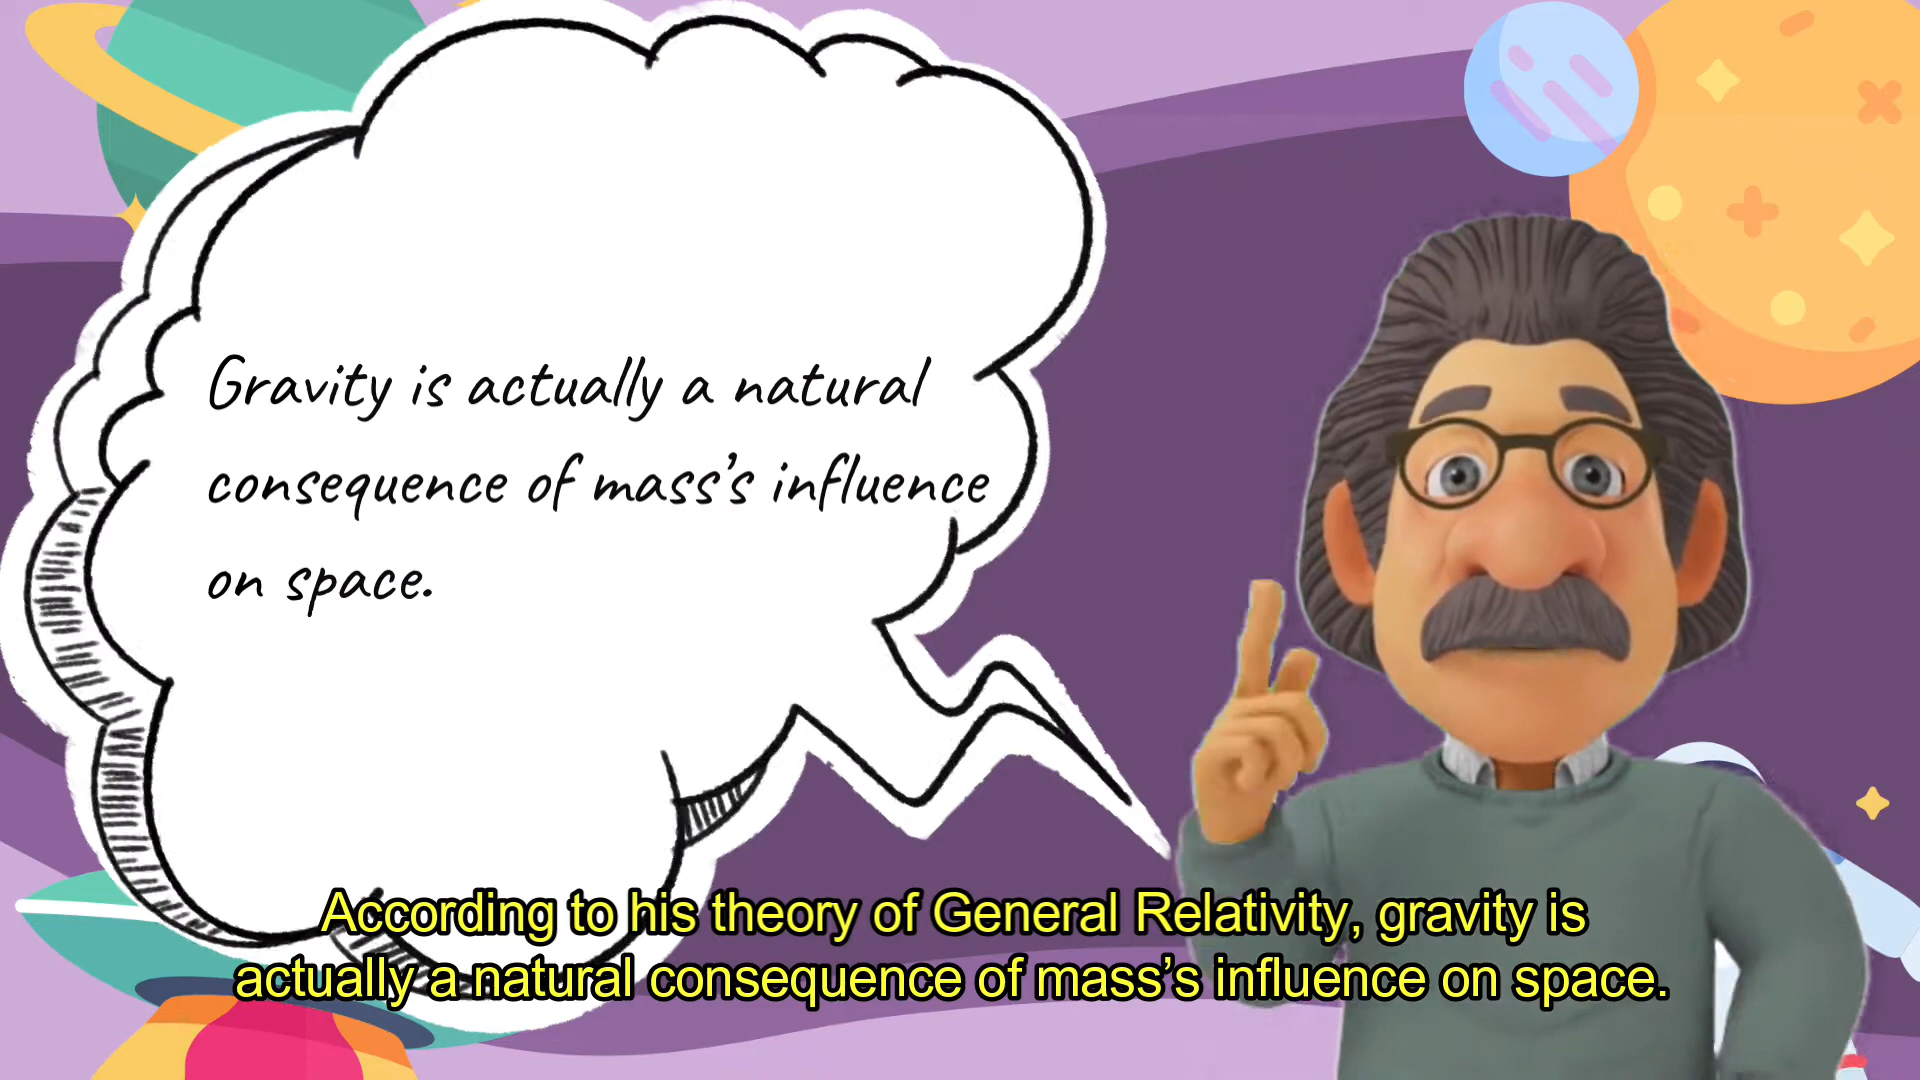 Gravity is actually a natural
consequence of mass’s influence
on space.
According to his theory of General Relativity, gravity is
actually a natural consequence of mass’s influence on space.